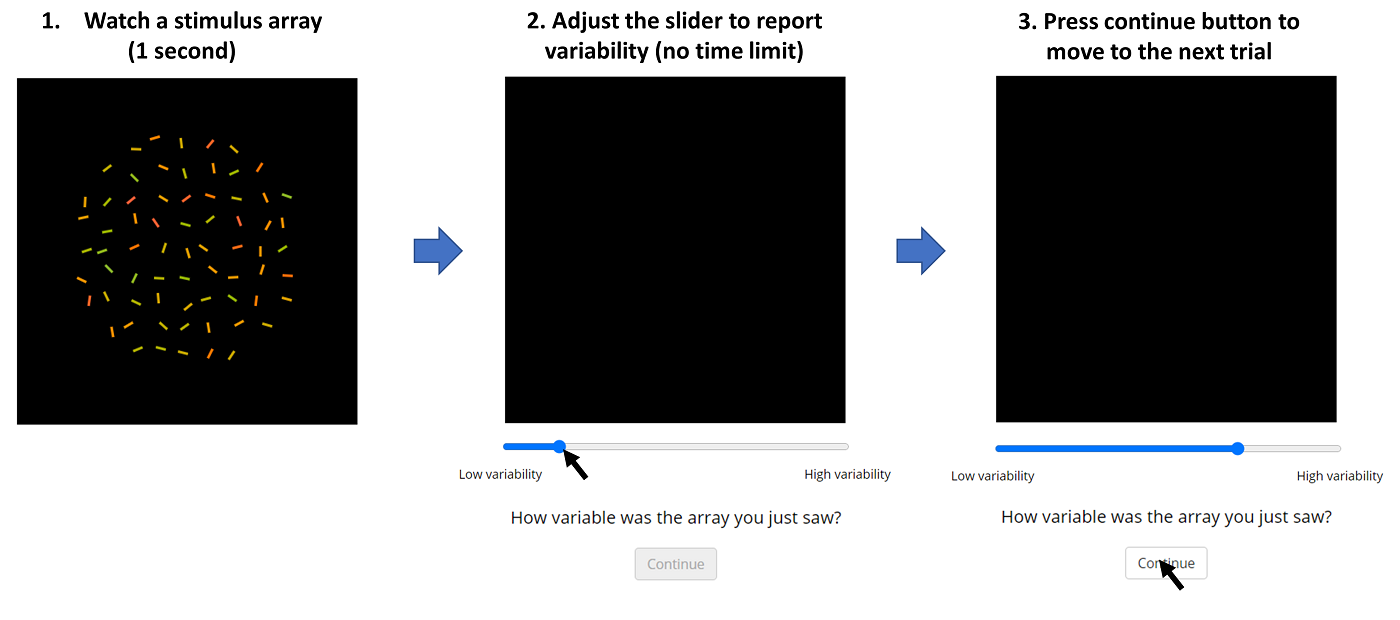 1. Watch a stimulus array
(1 second)
2. Adjust the slider to report
variability (no time limit)
3. Press continue button to
move to the next trial
Low variability
High variability
How variable was the array you just saw?
Continue
Low variability
High variability
How variable was the array you just saw?
Continue